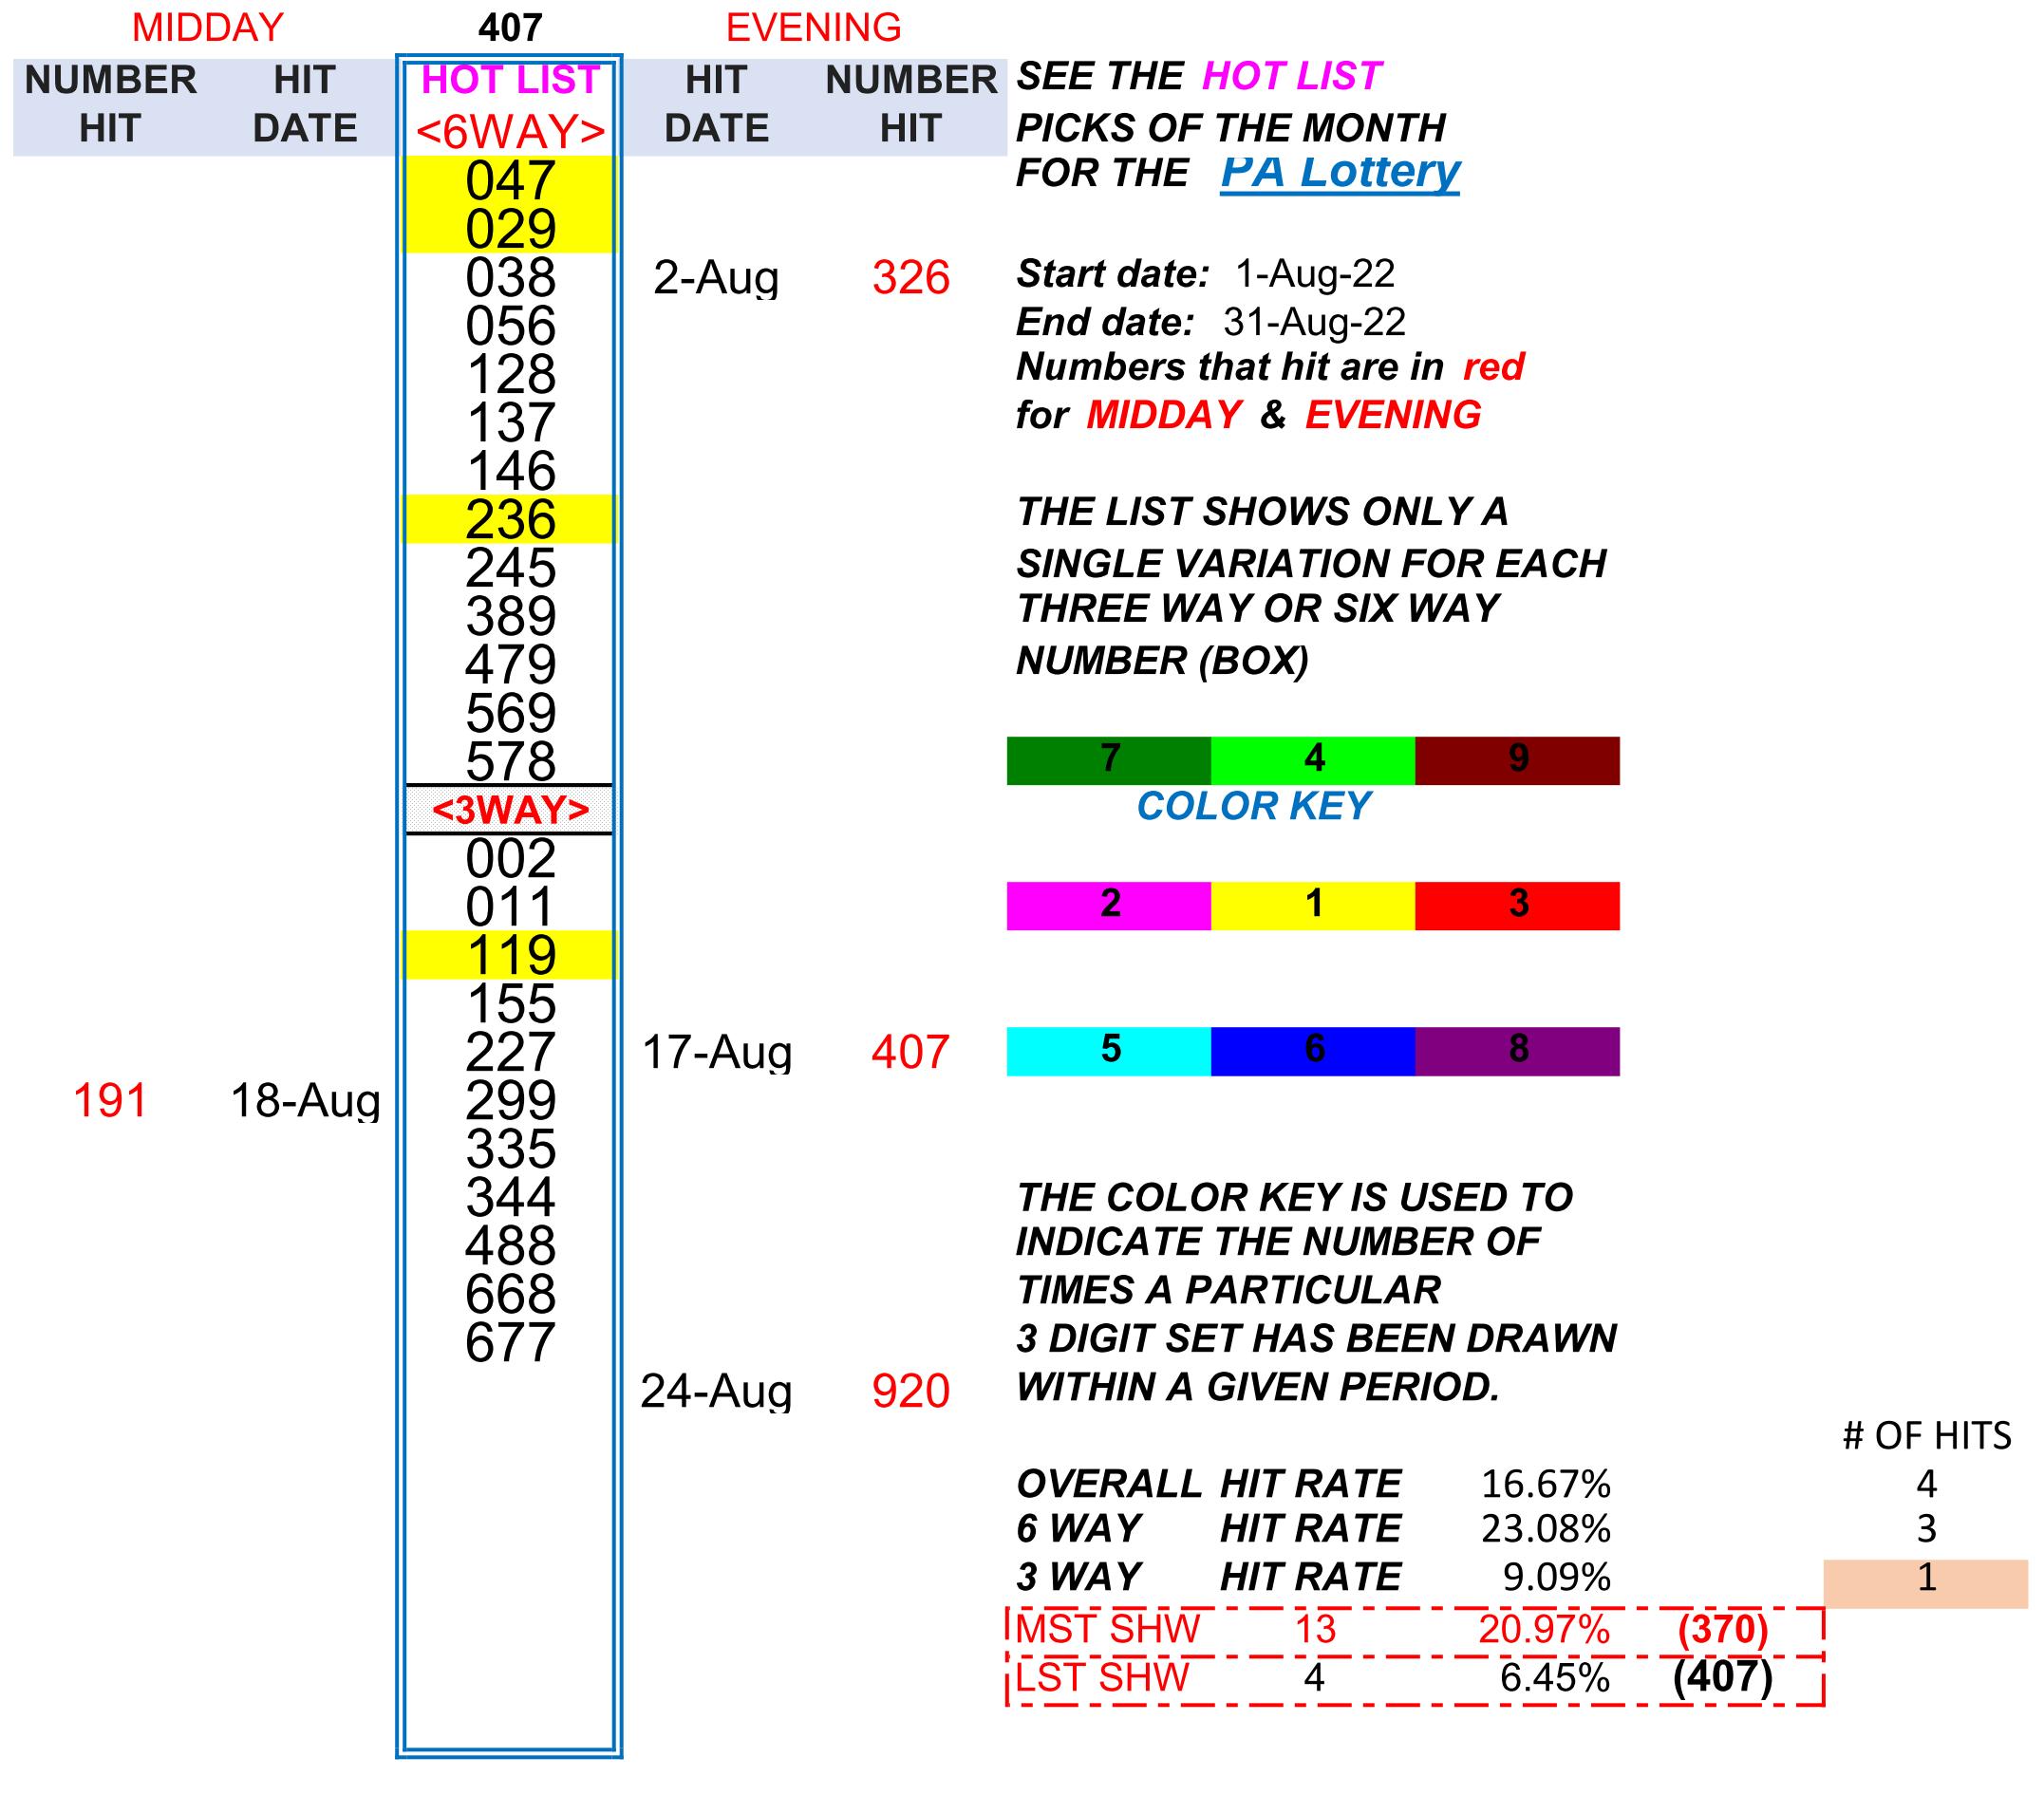 MIDDAY 407 EVENING
NUMBER HIT HOT LIST HIT NUMBER SEE THE HOT LIST
HIT DATE <6WAY> DATE HIT PICKS OF THE MONTH
047 FOR THE PA Lottery
029
038 2-Aug 326 Start date: 1-Aug-22
056 End date: 31-Aug-22
128 Numbers that hit are in red
137 for MIDDAY & EVENING
146
236 THE LIST SHOWS ONLY A
245 SINGLE VARIATION FOR EACH
389 THREE WAY OR SIX WAY
479 NUMBER (BOX)
569
578 7 4 9
<3WAY> COLOR KEY
002
011 2 1 3
119
155
227 17-Aug 407 5 6 8
191 18-Aug 299
335
344 THE COLOR KEY IS USED TO
488 INDICATE THE NUMBER OF
668 TIMES A PARTICULAR
677 3 DIGIT SET HAS BEEN DRAWN
24-Aug 920 WITHIN A GIVEN PERIOD.
# OF HITS
OVERALL HIT RATE 16.67% 4
6 WAY HIT RATE 23.08% 3
3 WAY HIT RATE 9.09% 1
MST SHW 13 20.97% (370)
LST SHW 4 6.45% (407)